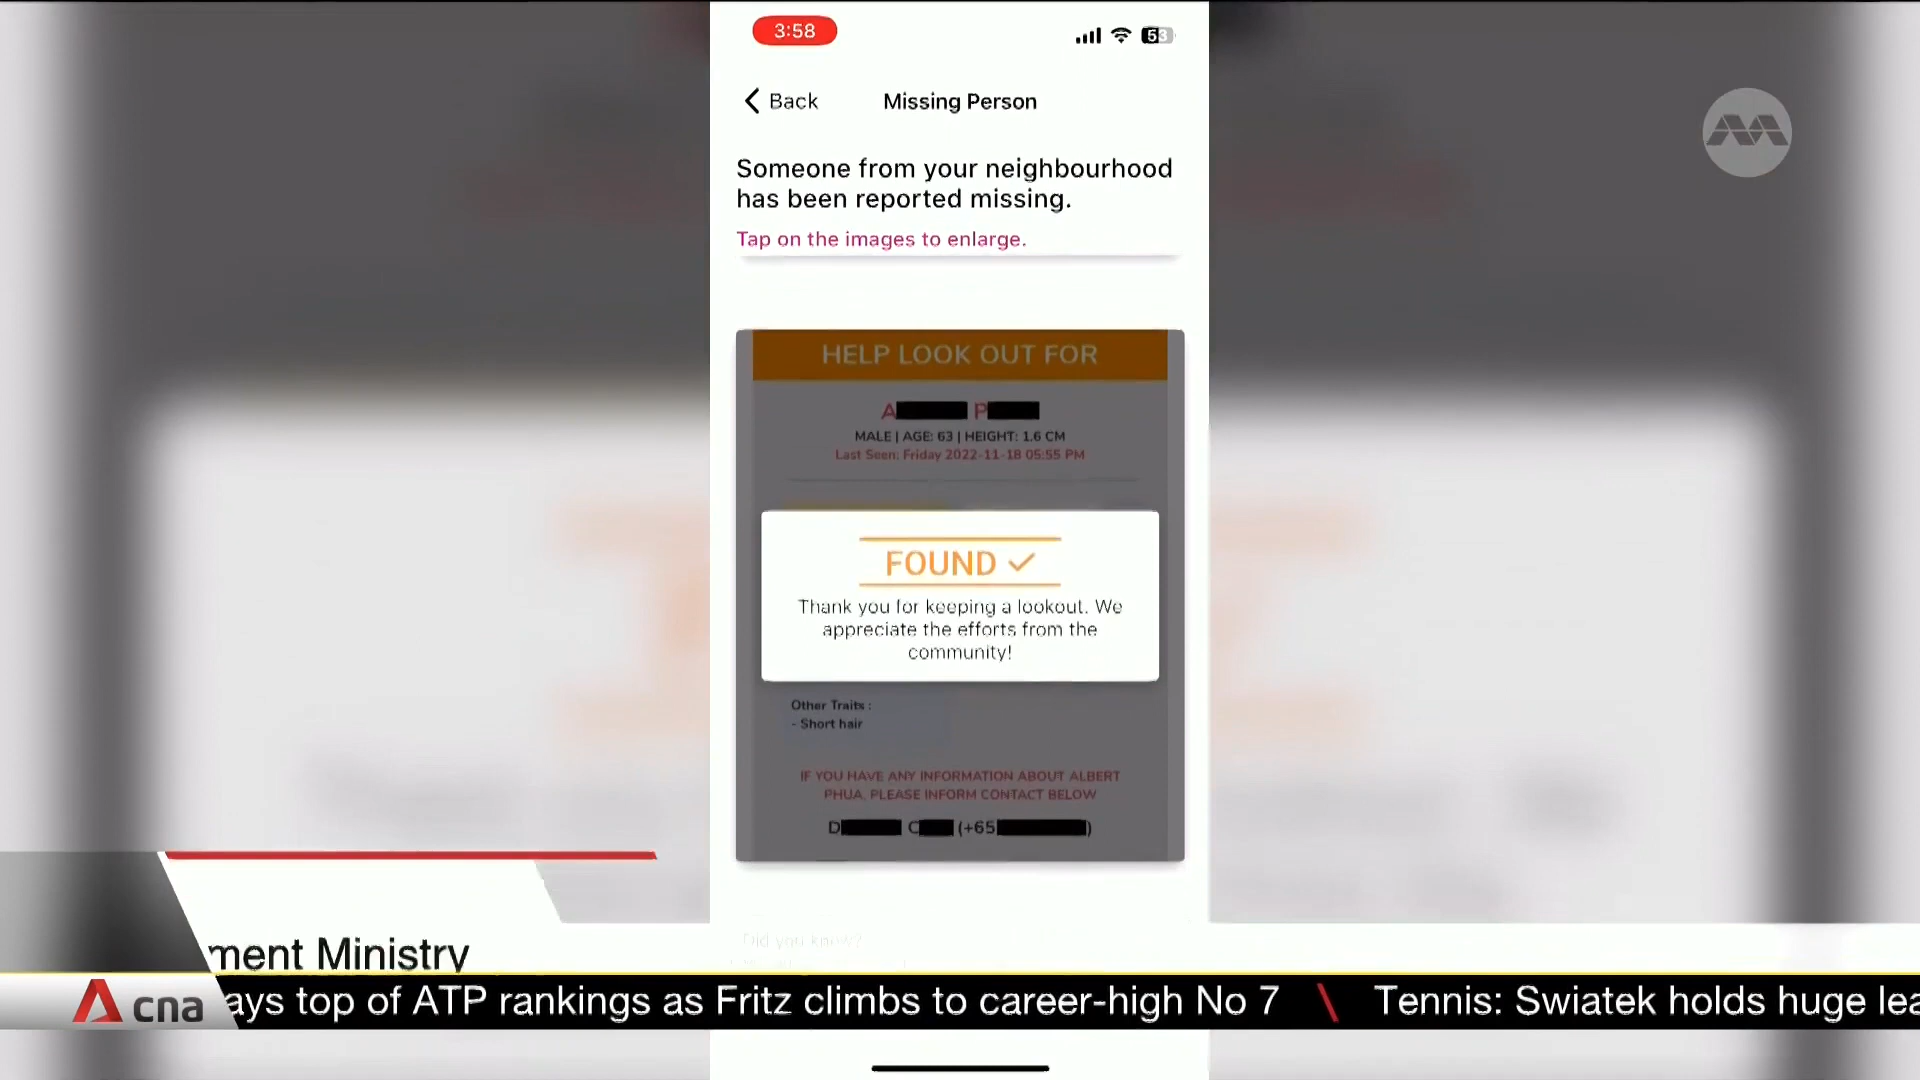 3:58
53
Back
Missing Person
Someone from your neighbourhood
has been reported missing.
Tap on the images to enlarge.
HELP LOOK OUT FOR
A P
MALE | AGE: 63 | HEIGHT: 1.6 CM
Last Seen: Friday 2022-11-18 05:55 PM
FOUND
Thank you for keeping a lookout. We
appreciate the efforts from the
community!
Other Traits :
- Short hair
IF YOU HAVE ANY INFORMATION ABOUT ALBERT
PHUA, PLEASE INFORM CONTACT BELOW
D C (+65 )
Did you know?
ment Ministry
cna
ays top of ATP rankings as Fritz climbs to career-high No 7 \ Tennis: Swiatek holds huge lea